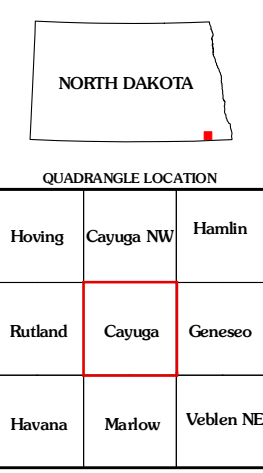 NORTH DAKOTA
QUADRANGLE LOCATION
Hoving Cayuga NW Hamlin
Rutland Cayuga Geneseo
Havana Marlow Veblen NE